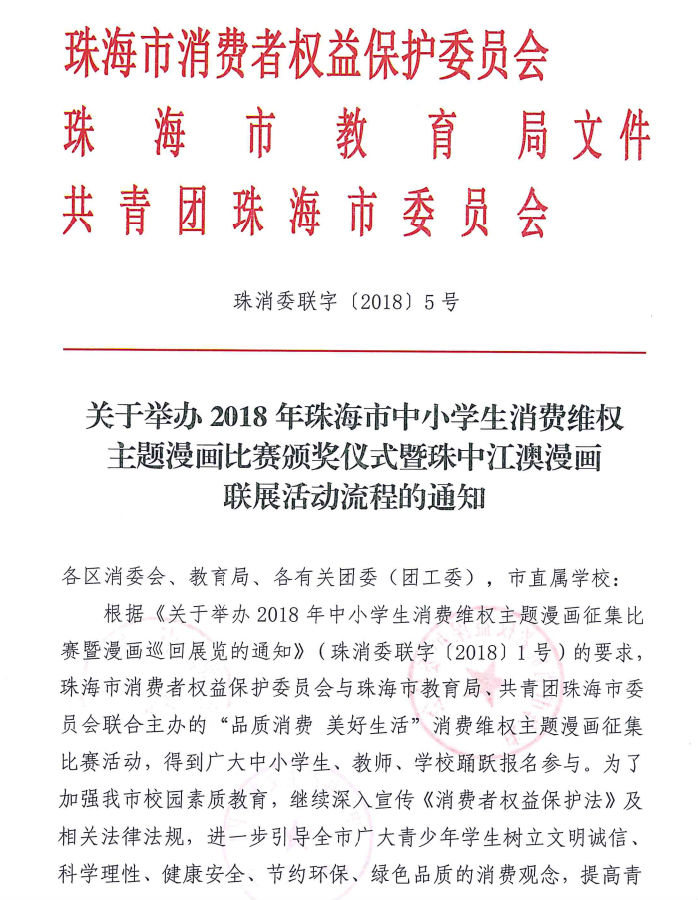 珠海市消费者权益保护委员会
珠海市教育局文件
共青团珠海市委员会
珠消委联字〔2018〕5号
关于举办2018年珠海市中小学生消费维权
主题漫画比赛颁奖仪式暨珠中江澳漫画
联展活动流程的通知
各区消委会、教育局、各有关团委（团工委），市直属学校：
根据《关于举办2018年中小学生消费维权主题漫画征集比
赛暨漫画巡回展览的通知》（珠消委联字〔2018〕1号）的要求，
珠海市消费者权益保护委员会与珠海市教育局、共青团珠海市委
员会联合主办的“品质消费 美好生活”消费维权主题漫画征集
比赛活动，得到广大中小学生、教师、学校踊跃报名参与。为了
加强我市校园素质教育，继续深入宣传《消费者权益保护法》及
相关法律法规，进一步引导全市广大青少年学生树立文明诚信、
科学理性、健康安全、节约环保、绿色品质的消费观念，提高青